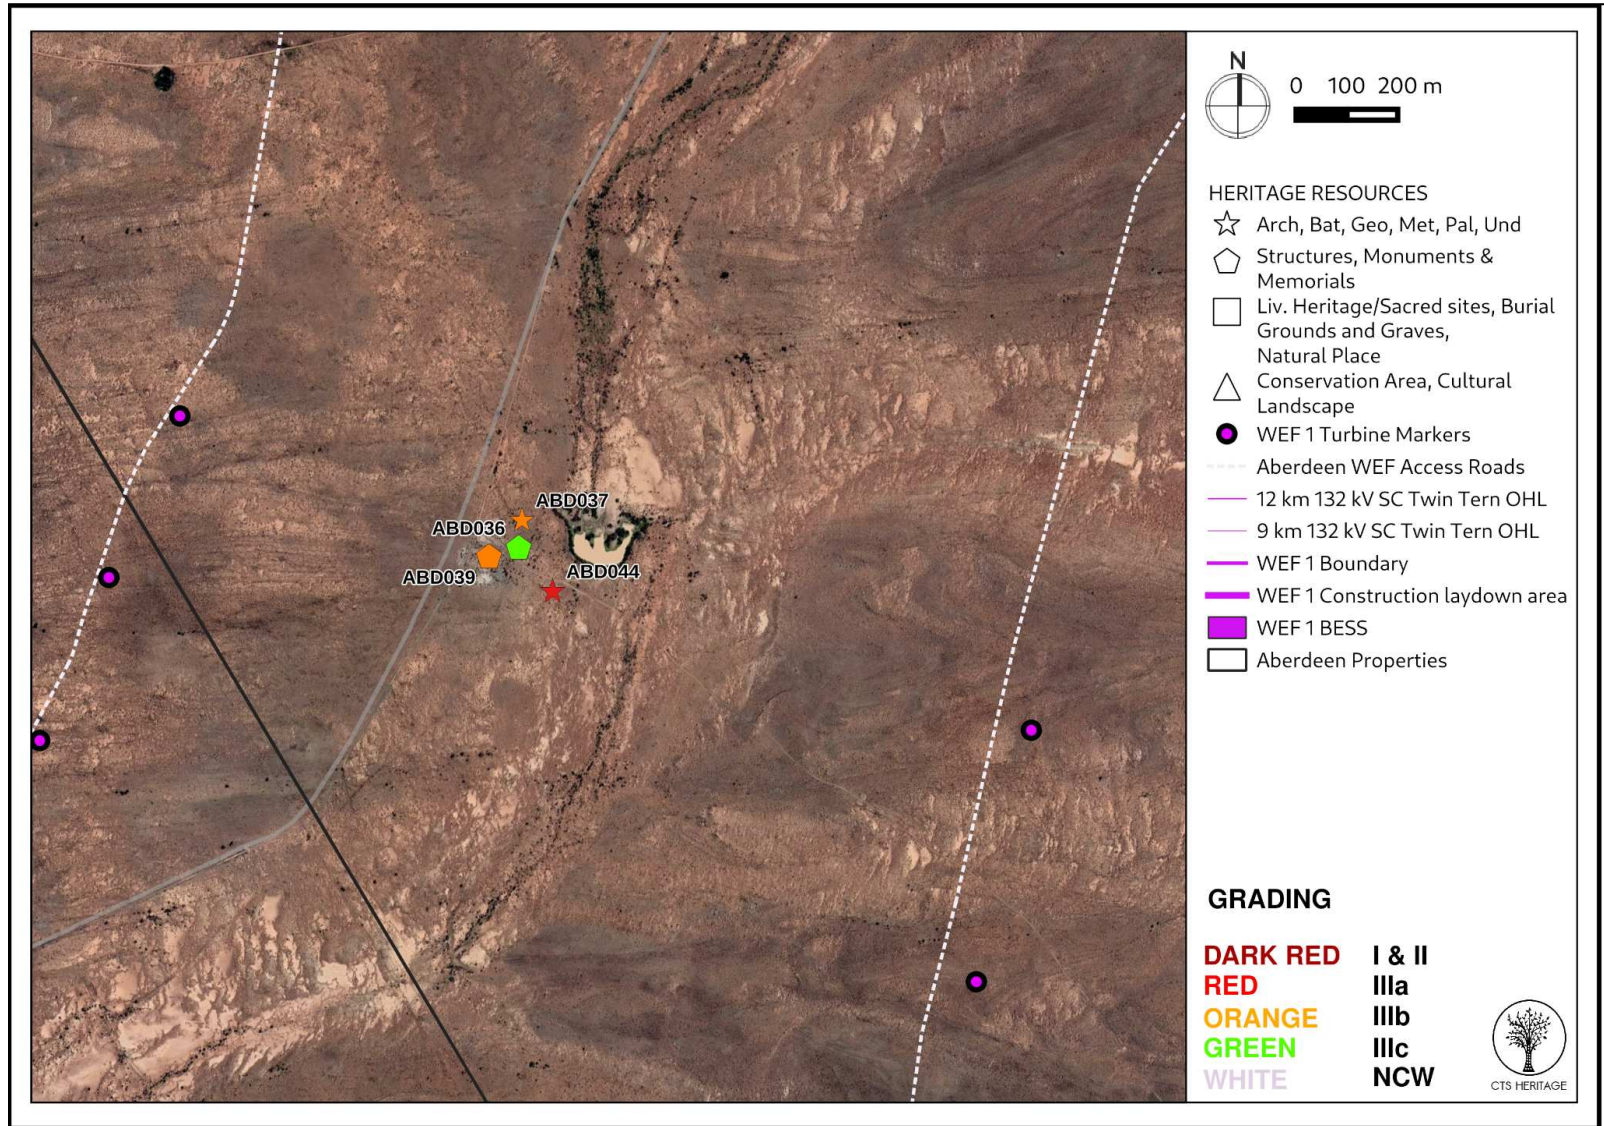 ABD037
ABD036
ABD039
ABD044
N
0 100 200 m
HERITAGE RESOURCES
Arch, Bat, Geo, Met, Pal, Und
Structures, Monuments &
Memorials
Liv. Heritage/Sacred sites, Burial
Grounds and Graves,
Natural Place
Conservation Area, Cultural
Landscape
WEF 1 Turbine Markers
Aberdeen WEF Access Roads
12 km 132 kV SC Twin Tern OHL
9 km 132 kV SC Twin Tern OHL
WEF 1 Boundary
WEF 1 Construction laydown area
WEF 1 BESS
Aberdeen Properties
GRADING
DARK RED I & II
RED IIIa
ORANGE IIIb
GREEN IIIc
WHITE NCW
CTS HERITAGE